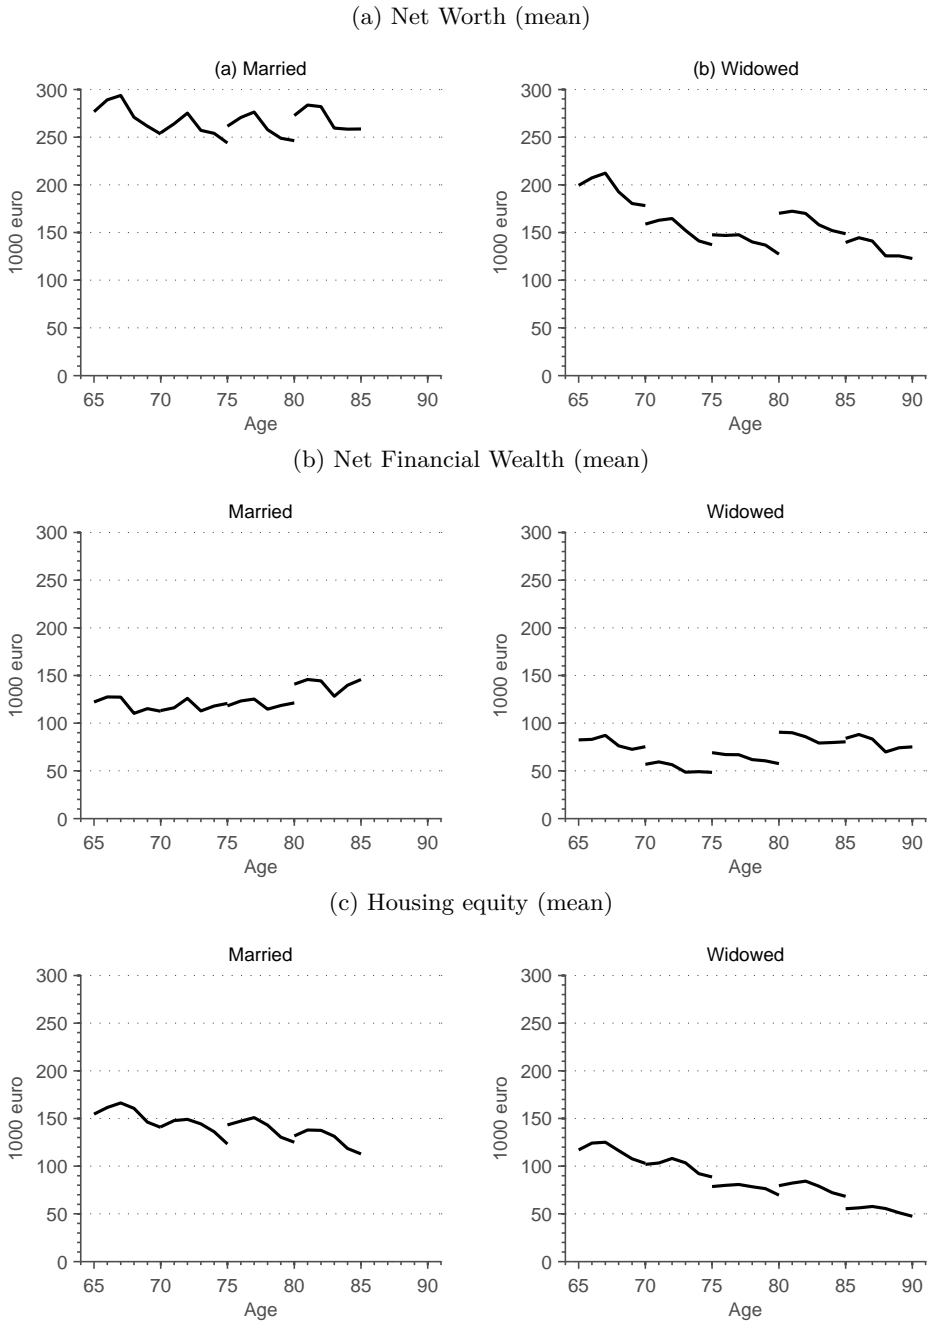 (a) Net Worth (mean)
(a) Married
(b) Widowed
300
250
200
150
100
50
0
1000 euro
65 70 75 80 85 90
Age
300
250
200
150
100
50
0
1000 euro
65 70 75 80 85 90
Age
(b) Net Financial Wealth (mean)
Married
Widowed
300
250
200
150
100
50
0
1000 euro
65 70 75 80 85 90
Age
300
250
200
150
100
50
0
1000 euro
65 70 75 80 85 90
Age
(c) Housing equity (mean)
Married
Widowed
300
250
200
150
100
50
0
1000 euro
65 70 75 80 85 90
Age
300
250
200
150
100
50
0
1000 euro
65 70 75 80 85 90
Age